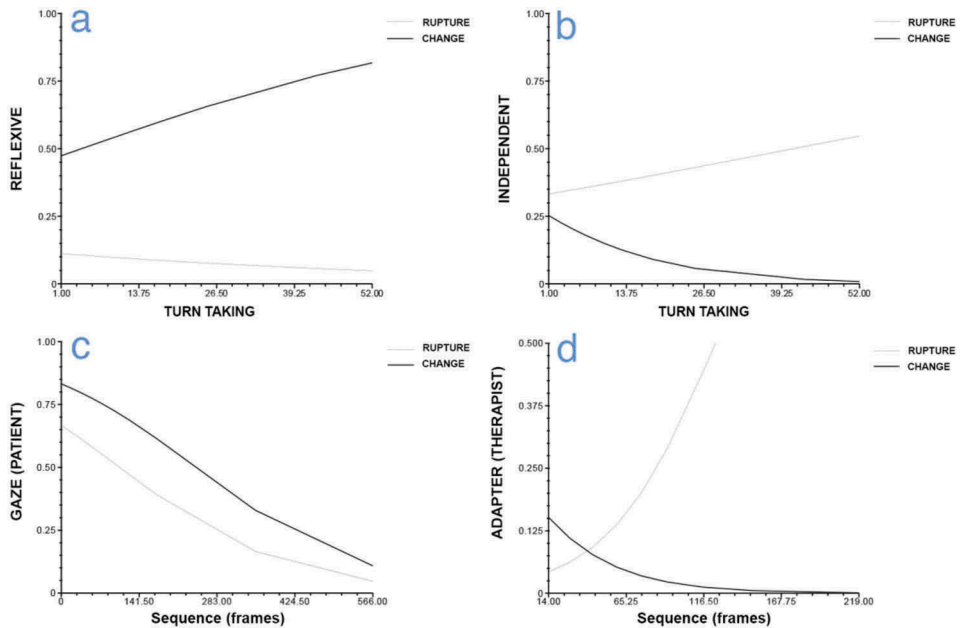 a
RUPTURE
CHANGE
1.00
0.75
0.50
0.25
0
REFLEXIVE
1.00 13.75 26.50 39.25 52.00
TURN TAKING
b
RUPTURE
CHANGE
1.00
0.75
0.50
0.25
0
INDEPENDENT
1.00 13.75 26.50 39.25 52.00
TURN TAKING
c
RUPTURE
CHANGE
1.00
0.75
0.50
0.25
0
GAZE (PATIENT)
0 141.50 283.00 424.50 566.00
Sequence (frames)
d
RUPTURE
CHANGE
0.500
0.375
0.250
0.125
0
ADAPTER (THERAPIST)
14.00 65.25 116.50 167.75 219.00
Sequence (frames)